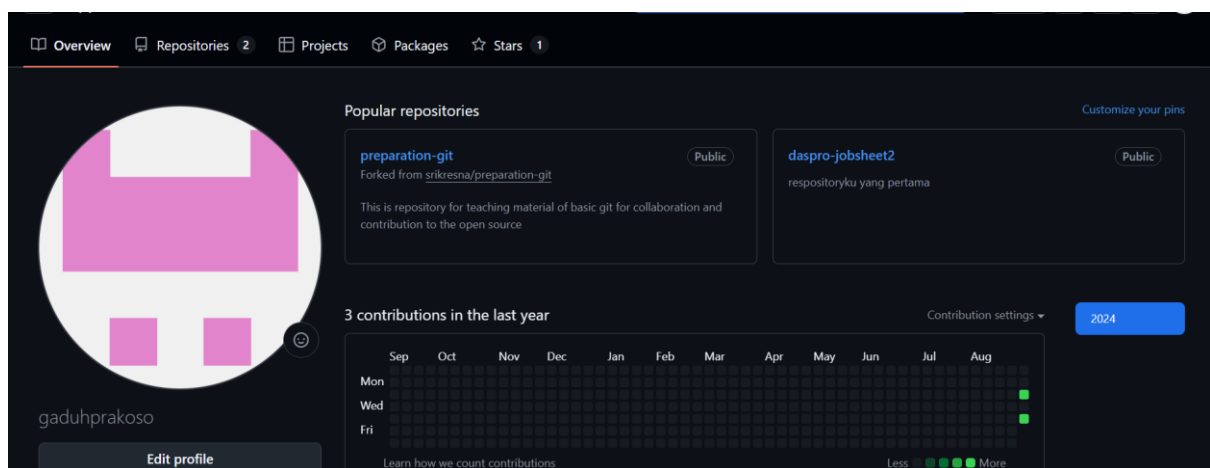 Overview Repositories 2 Projects Packages Stars 1
Popular repositories
Customize your pins
preparation-git Public
Forked from srikresna/preparation-git
This is repository for teaching material of basic git for collaboration and
contribution to the open source
daspro-jobsheet2 Public
respositoryku yang pertama
3 contributions in the last year
Contribution settings
2024
Sep Oct Nov Dec Jan Feb Mar Apr May Jun Jul Aug
Mon
Wed
Fri
Learn how we count contributions
Less More
gaduhprakoso
Edit profile